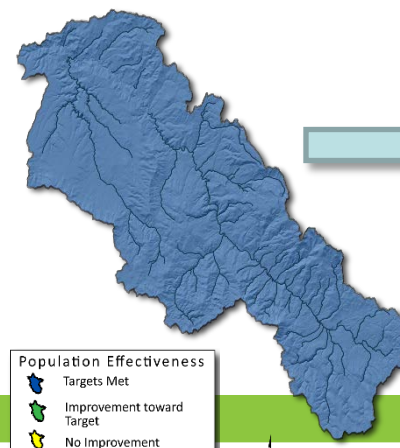 Population Effectiveness
Targets Met
Improvement toward
Target
No Improvement